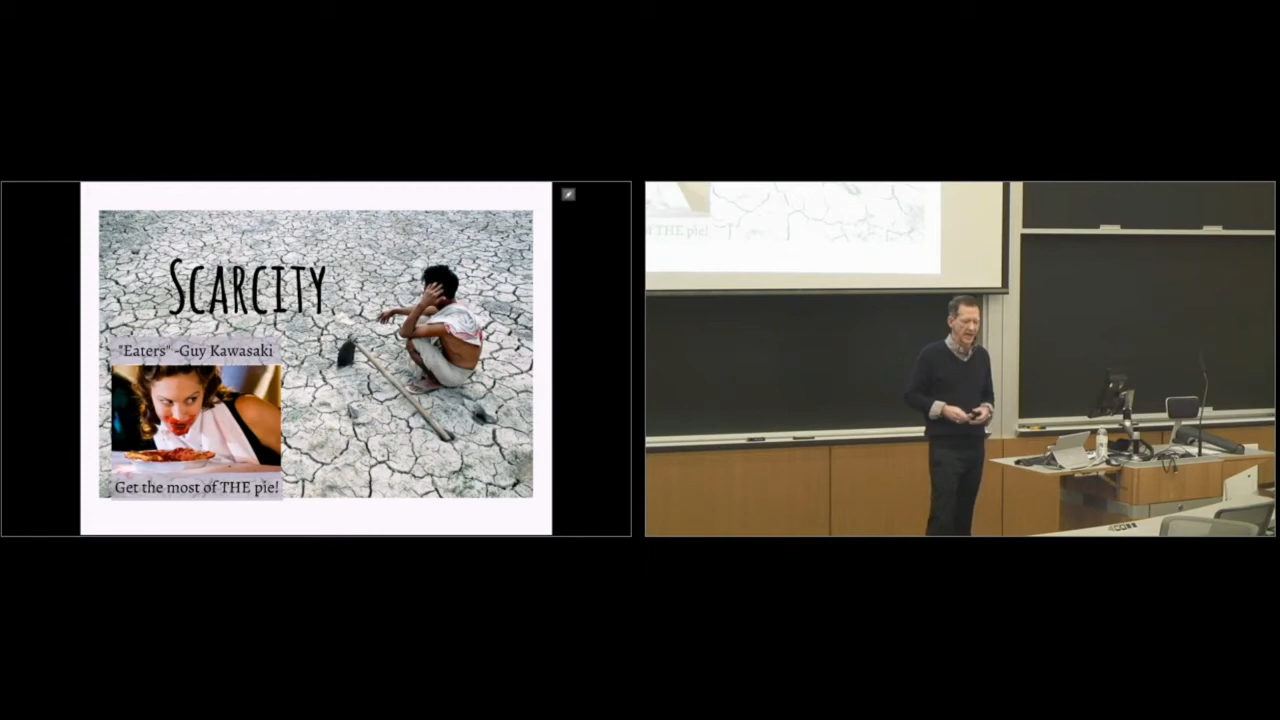 SCARCITY
"Eaters" -Guy Kawasaki
Get the most of THE pie!
THE pie!